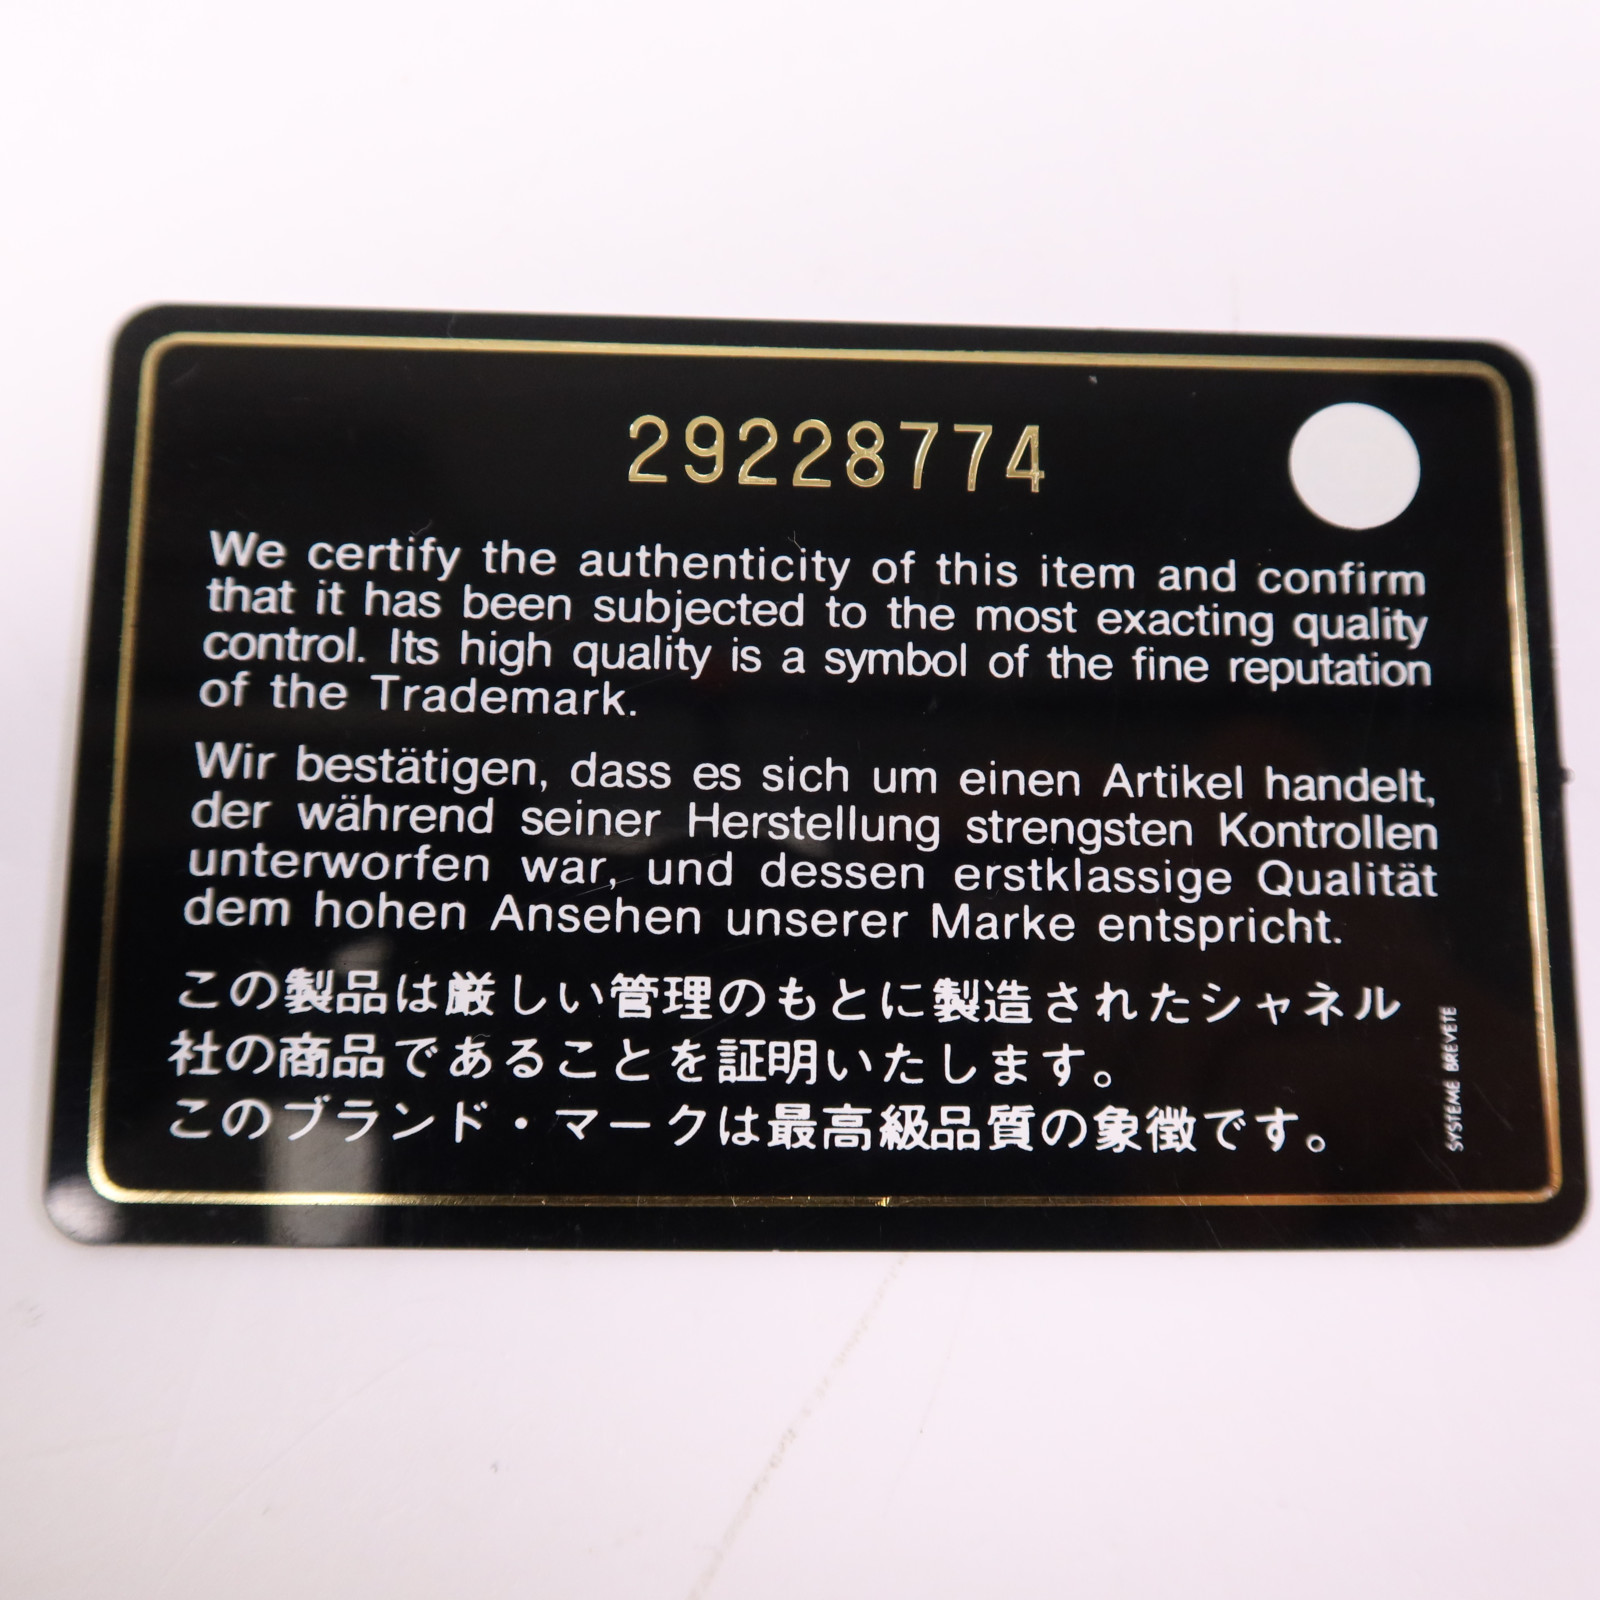 29228774
We certify the authenticity of this item and confirm
that it has been subjected to the most exacting quality
control. Its high quality is a symbol of the fine reputation
of the Trademark.
Wir bestätigen, dass es sich um einen Artikel handelt,
der während seiner Herstellung strengsten Kontrollen
unterworfen war, und dessen erstklassige Qualität
dem hohen Ansehen unserer Marke entspricht.
この製品は厳しい管理のもとに製造されたシャネル
社の商品であることを証明いたします。
このブランド・マークは最高級品質の象徴です。
SYSTEME BREVETE